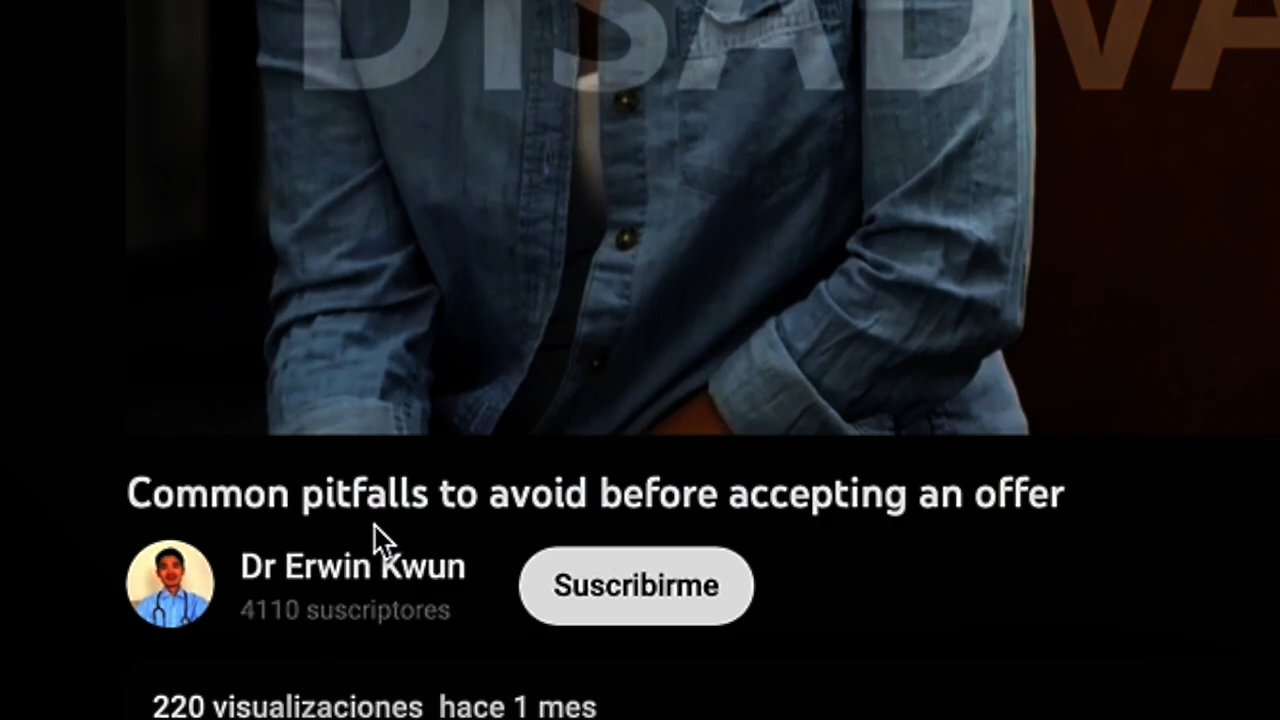 DISADVA
Common pitfalls to avoid before accepting an offer
Dr Erwin Kwun
4110 suscriptores
Suscribirme
220 visualizaciones hace 1 mes